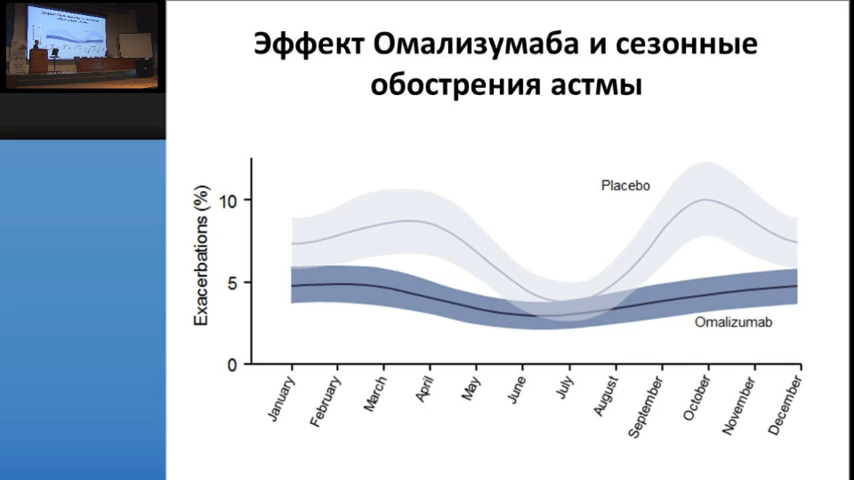 Эффект Омализумаба и сезонные
обострения астмы
Placebo
Exacerbations (%)
10
5
0
Omalizumab
January
February
March
April
May
June
July
August
September
October
November
December